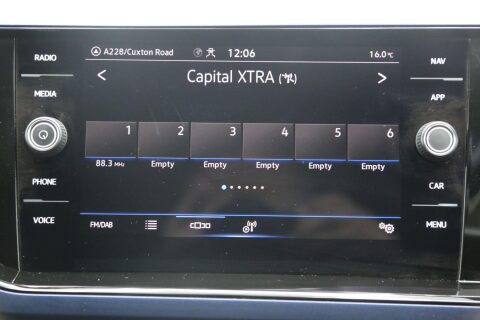 A228/Cuxton Road 12:06 16.0°C
RADIO
MEDIA
PHONE
VOICE
< Capital XTRA >
1 2 3 4 5 6
88.3 MHz Empty Empty Empty Empty Empty
FM/DAB
NAV
APP
CAR
MENU